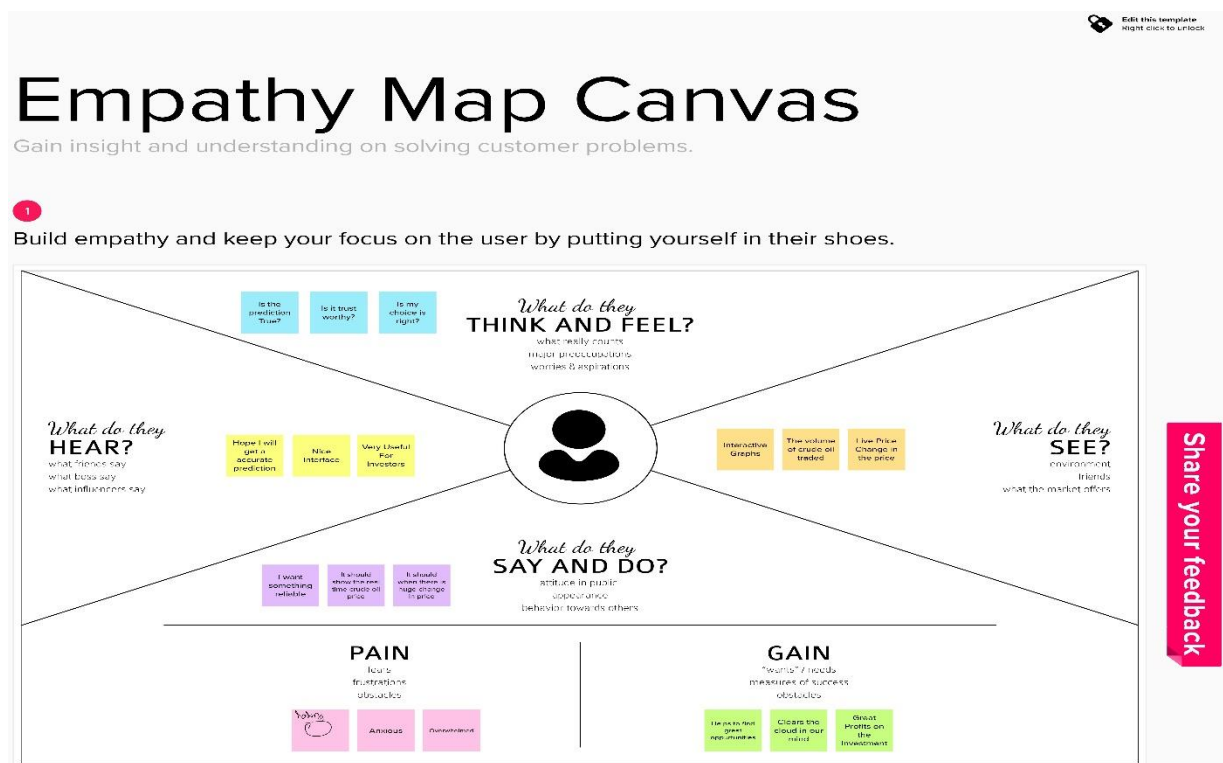 Edit this template
Right click to unlock
Empathy Map Canvas
Gain insight and understanding on solving customer problems.
1
Build empathy and keep your focus on the user by putting yourself in their shoes.
Is the
prediction
True?
Is it trust
worthy?
Is my
choice is
right?
What do they
THINK AND FEEL?
what really counts
major preoccupations
worries & aspirations
What do they
HEAR?
what friends say
what boss say
what influencers say
Hope I will
get a
accurate
prediction
Nice
Interface
Very Useful
For
Investors
Interactive
Graphs
The volume
of crude oil
traded
Live Price
Change in
the price
What do they
SEE?
environment
friends
what the market offers
What do they
SAY AND DO?
attitude in public
appearance
behavior towards others
I want
something
reliable
It should
show the real
time crude oil
price
It should
when there is
huge change
in price
PAIN
fears
frustrations
obstacles
Anxious
Overwhelmed
GAIN
"wants" / needs
measures of success
obstacles
Helps to find
great
oppurtunities
Clears the
cloud in our
mind
Great
Profits on
the
Investment
Share your feedback